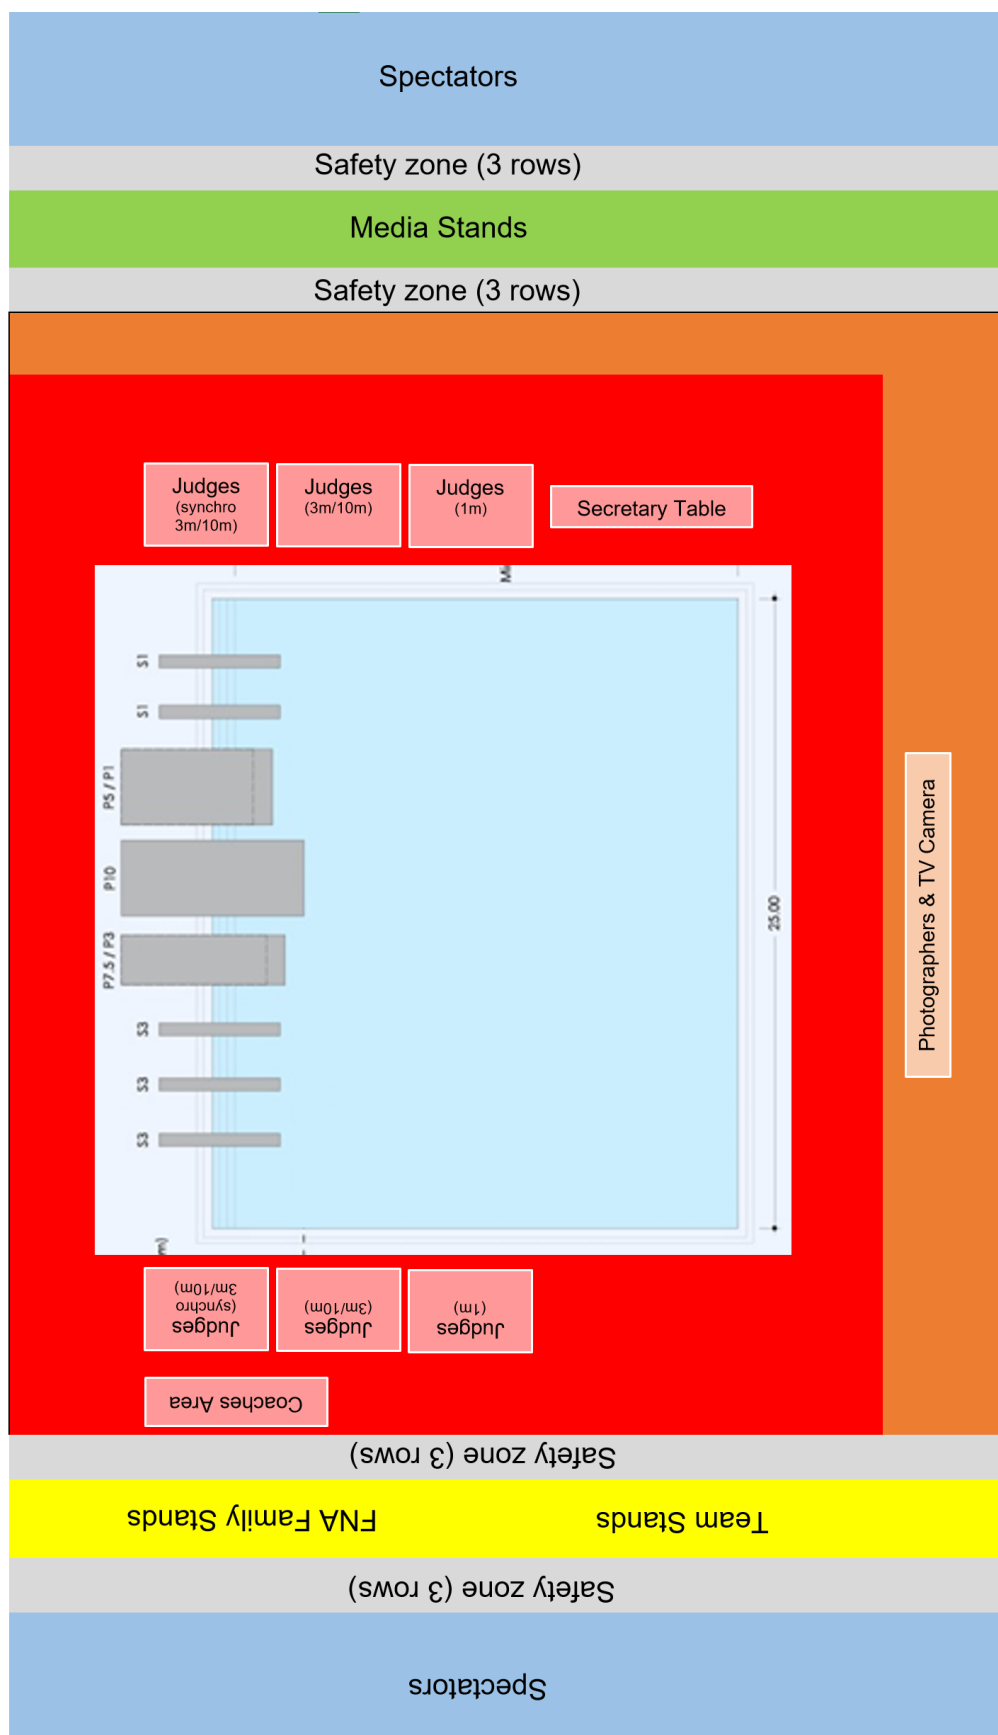 Spectators
Safety zone (3 rows)
Media Stands
Safety zone (3 rows)
Judges
(synchro
3m/10m)
Judges
(3m/10m)
Judges
(1m)
Secretary Table
S1
S1
P5 / P1
P10
P7.5 / P3
S3
S3
S3
25.00
Photographers & TV Camera
Judges
(synchro
3m/10m)
Judges
(3m/10m)
Judges
(1m)
Coaches Area
Safety zone (3 rows)
FNA Family Stands
Team Stands
Safety zone (3 rows)
Spectators